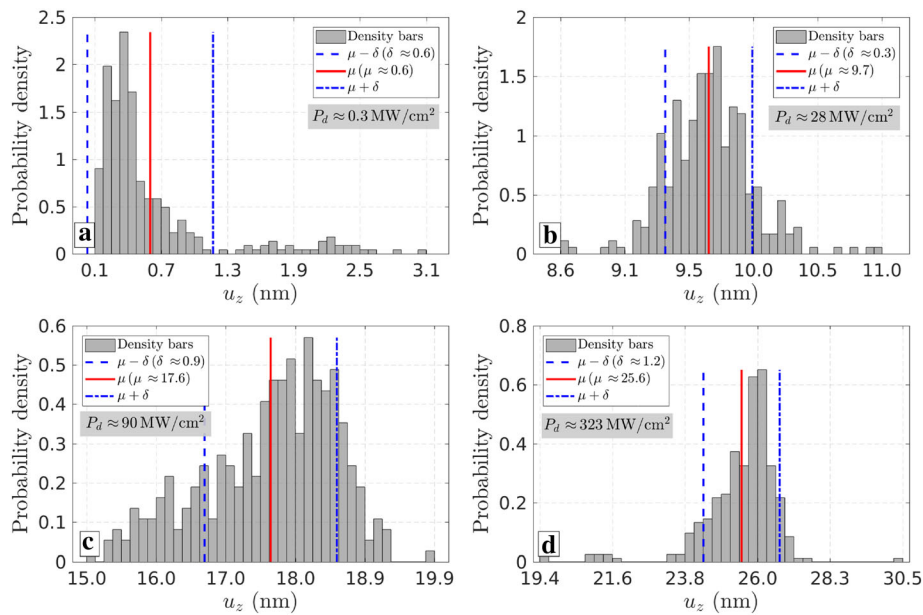 2.5
2
1.5
1
0.5
0
Probability density
Density bars
μ − δ (δ ≈0.6)
μ (μ ≈0.6)
μ + δ
P_d ≈ 0.3 MW/cm²
a
0.1 0.7 1.3 1.9 2.5 3.1
u_z (nm)
2
1.5
1
0.5
0
Probability density
Density bars
μ − δ (δ ≈0.3)
μ (μ ≈9.7)
μ + δ
P_d ≈ 28 MW/cm²
b
8.6 9.1 9.5 10.0 10.5 11.0
u_z (nm)
0.6
0.5
0.4
0.3
0.2
0.1
0
Probability density
Density bars
μ − δ (δ ≈0.9)
μ (μ ≈17.6)
μ + δ
P_d ≈ 90 MW/cm²
c
15.0 16.0 17.0 18.0 18.9 19.9
u_z (nm)
0.8
0.6
0.4
0.2
0
Probability density
Density bars
μ − δ (δ ≈1.2)
μ (μ ≈25.6)
μ + δ
P_d ≈ 323 MW/cm²
d
19.4 21.6 23.8 26.0 28.3 30.5
u_z (nm)